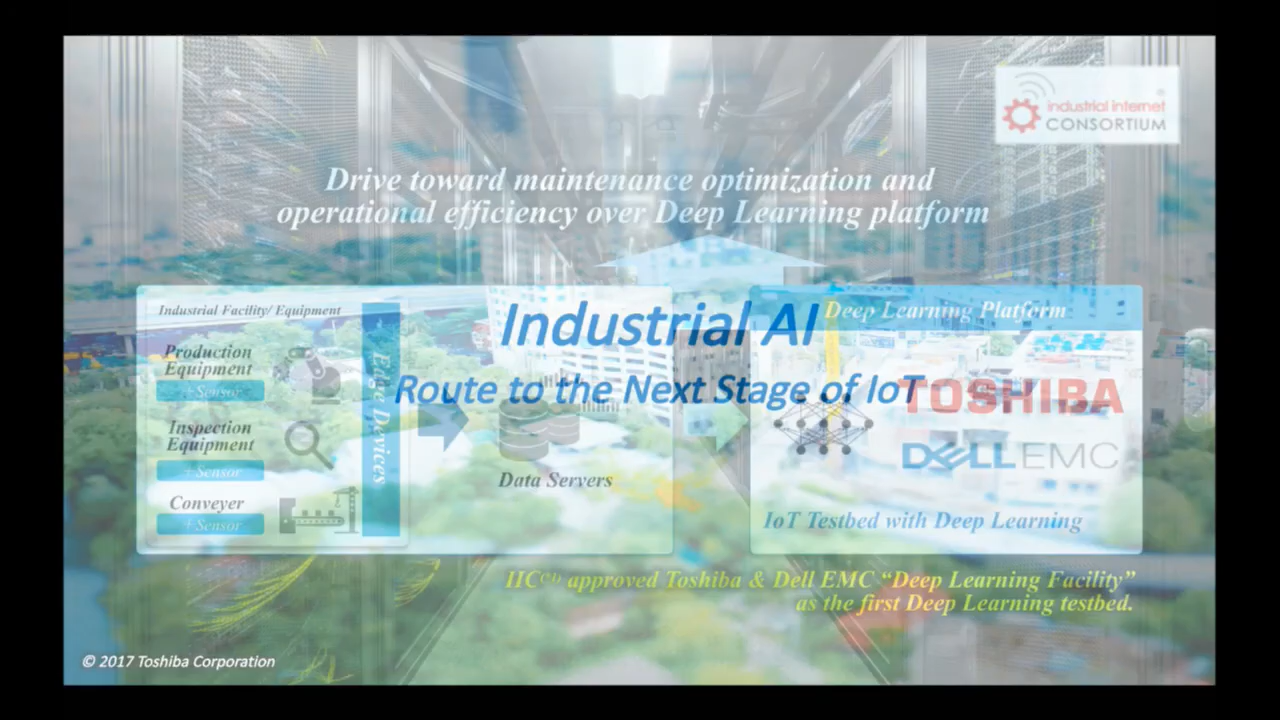 industrial internet
CONSORTIUM
Drive toward maintenance optimization and
operational efficiency over Deep Learning platform
Industrial Facility/ Equipment
Production
Equipment
+Sensor
Inspection
Equipment
+Sensor
Conveyer
+Sensor
Edge Devices
Data Servers
Industrial AI
Route to the Next Stage of IoT
Deep Learning Platform
TOSHIBA
DELL EMC
IoT Testbed with Deep Learning
approved Toshiba & Dell EMC “Deep Learning Facility”
as the first Deep Learning testbed.
© 2017 Toshiba Corporation